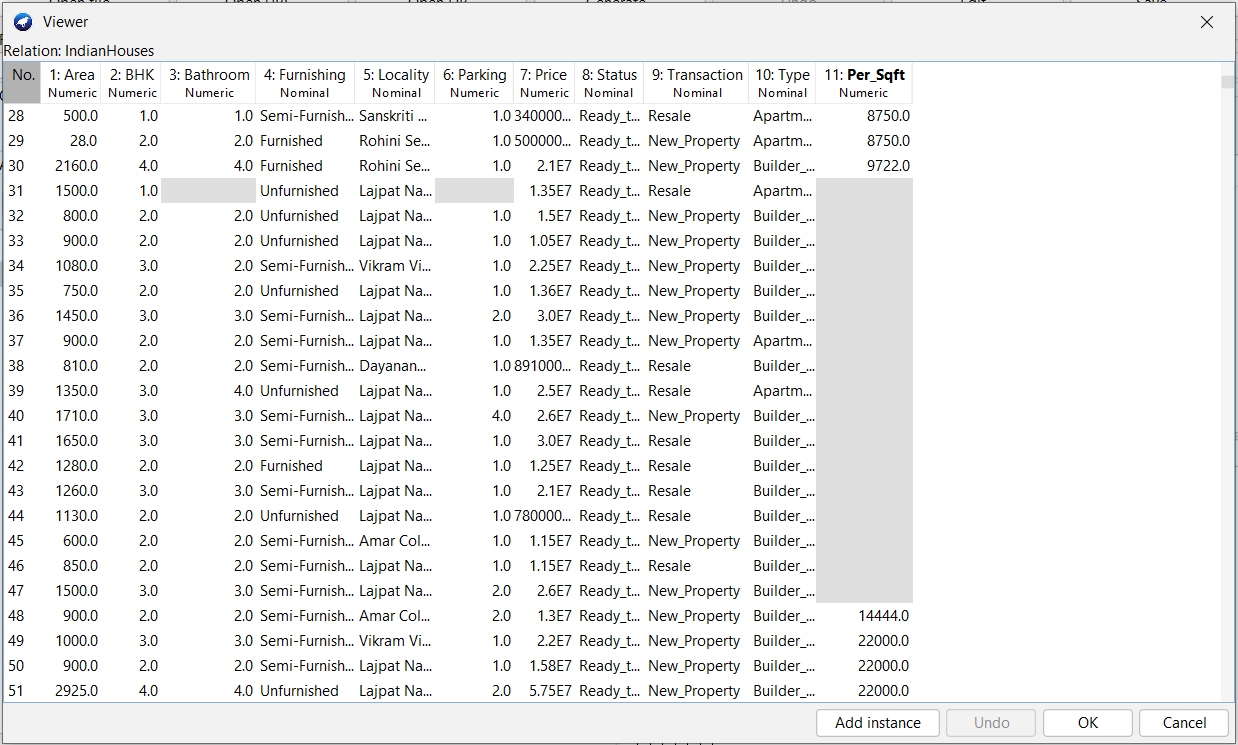 Viewer
Relation: IndianHouses
No. 1: Area 2: BHK 3: Bathroom 4: Furnishing 5: Locality 6: Parking 7: Price 8: Status 9: Transaction 10: Type 11: Per_Sqft
Numeric Numeric Numeric Nominal Nominal Numeric Numeric Nominal Nominal Nominal Numeric
28 500.0 1.0 1.0 Semi-Furnish... Sanskriti ... 1.0 340000... Ready_t... Resale Apartm... 8750.0
29 28.0 2.0 2.0 Furnished Rohini Se... 1.0 500000... Ready_t... New_Property Apartm... 8750.0
30 2160.0 4.0 4.0 Furnished Rohini Se... 1.0 2.1E7 Ready_t... New_Property Builder_... 9722.0
31 1500.0 1.0 Unfurnished Lajpat Na... 1.35E7 Ready_t... Resale Apartm...
32 800.0 2.0 2.0 Unfurnished Lajpat Na... 1.0 1.5E7 Ready_t... New_Property Builder_...
33 900.0 2.0 2.0 Unfurnished Lajpat Na... 1.0 1.05E7 Ready_t... New_Property Builder_...
34 1080.0 3.0 2.0 Semi-Furnish... Vikram Vi... 1.0 2.25E7 Ready_t... New_Property Builder_...
35 750.0 2.0 2.0 Unfurnished Lajpat Na... 1.0 1.36E7 Ready_t... New_Property Builder_...
36 1450.0 3.0 3.0 Semi-Furnish... Lajpat Na... 2.0 3.0E7 Ready_t... New_Property Builder_...
37 900.0 2.0 2.0 Semi-Furnish... Lajpat Na... 1.0 1.35E7 Ready_t... New_Property Apartm...
38 810.0 2.0 2.0 Semi-Furnish... Dayanan... 1.0 891000... Ready_t... Resale Builder_...
39 1350.0 3.0 4.0 Unfurnished Lajpat Na... 1.0 2.5E7 Ready_t... Resale Apartm...
40 1710.0 3.0 3.0 Semi-Furnish... Lajpat Na... 4.0 2.6E7 Ready_t... New_Property Builder_...
41 1650.0 3.0 3.0 Semi-Furnish... Lajpat Na... 1.0 3.0E7 Ready_t... Resale Builder_...
42 1280.0 2.0 2.0 Furnished Lajpat Na... 1.0 1.25E7 Ready_t... Resale Builder_...
43 1260.0 3.0 3.0 Semi-Furnish... Lajpat Na... 1.0 2.1E7 Ready_t... Resale Builder_...
44 1130.0 2.0 2.0 Unfurnished Lajpat Na... 1.0 780000... Ready_t... Resale Builder_...
45 600.0 2.0 2.0 Semi-Furnish... Amar Col... 1.0 1.15E7 Ready_t... New_Property Builder_...
46 850.0 2.0 2.0 Semi-Furnish... Lajpat Na... 1.0 1.15E7 Ready_t... Resale Builder_...
47 1500.0 3.0 3.0 Semi-Furnish... Lajpat Na... 2.0 2.6E7 Ready_t... New_Property Builder_...
48 900.0 2.0 2.0 Semi-Furnish... Amar Col... 2.0 1.3E7 Ready_t... New_Property Builder_... 14444.0
49 1000.0 3.0 3.0 Semi-Furnish... Vikram Vi... 1.0 2.2E7 Ready_t... New_Property Builder_... 22000.0
50 900.0 2.0 2.0 Semi-Furnish... Lajpat Na... 1.0 1.58E7 Ready_t... New_Property Builder_... 22000.0
51 2925.0 4.0 4.0 Unfurnished Lajpat Na... 2.0 5.75E7 Ready_t... New_Property Builder_... 22000.0
Add instance Undo OK Cancel